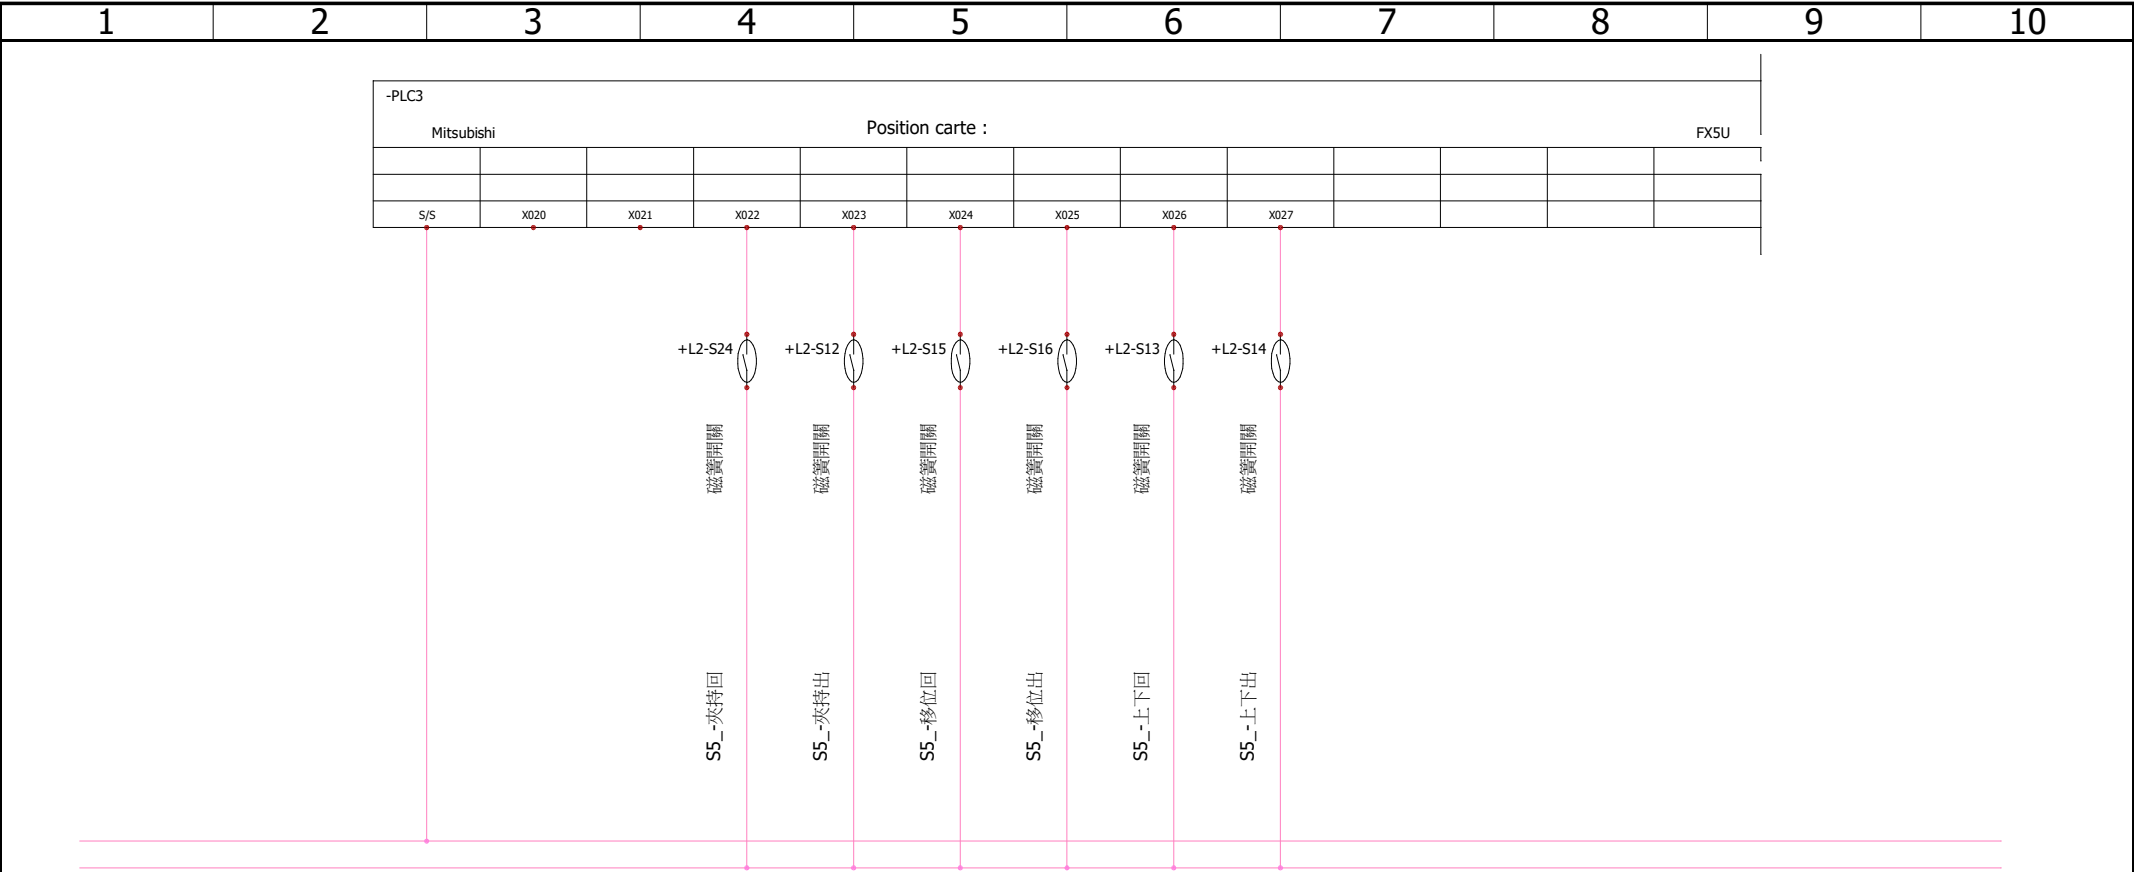 1 2 3 4 5 6 7 8 9 10
-PLC3
Mitsubishi Position carte : FX5U
S/S X020 X021 X022 X023 X024 X025 X026 X027
+L2-S24 +L2-S12 +L2-S15 +L2-S16 +L2-S13 +L2-S14
磁簧開關
磁簧開關
磁簧開關
磁簧開關
磁簧開關
磁簧開關
S5_-夾持回
S5_-夾持出
S5_-移位回
S5_-移位出
S5_-上下回
S5_-上下出